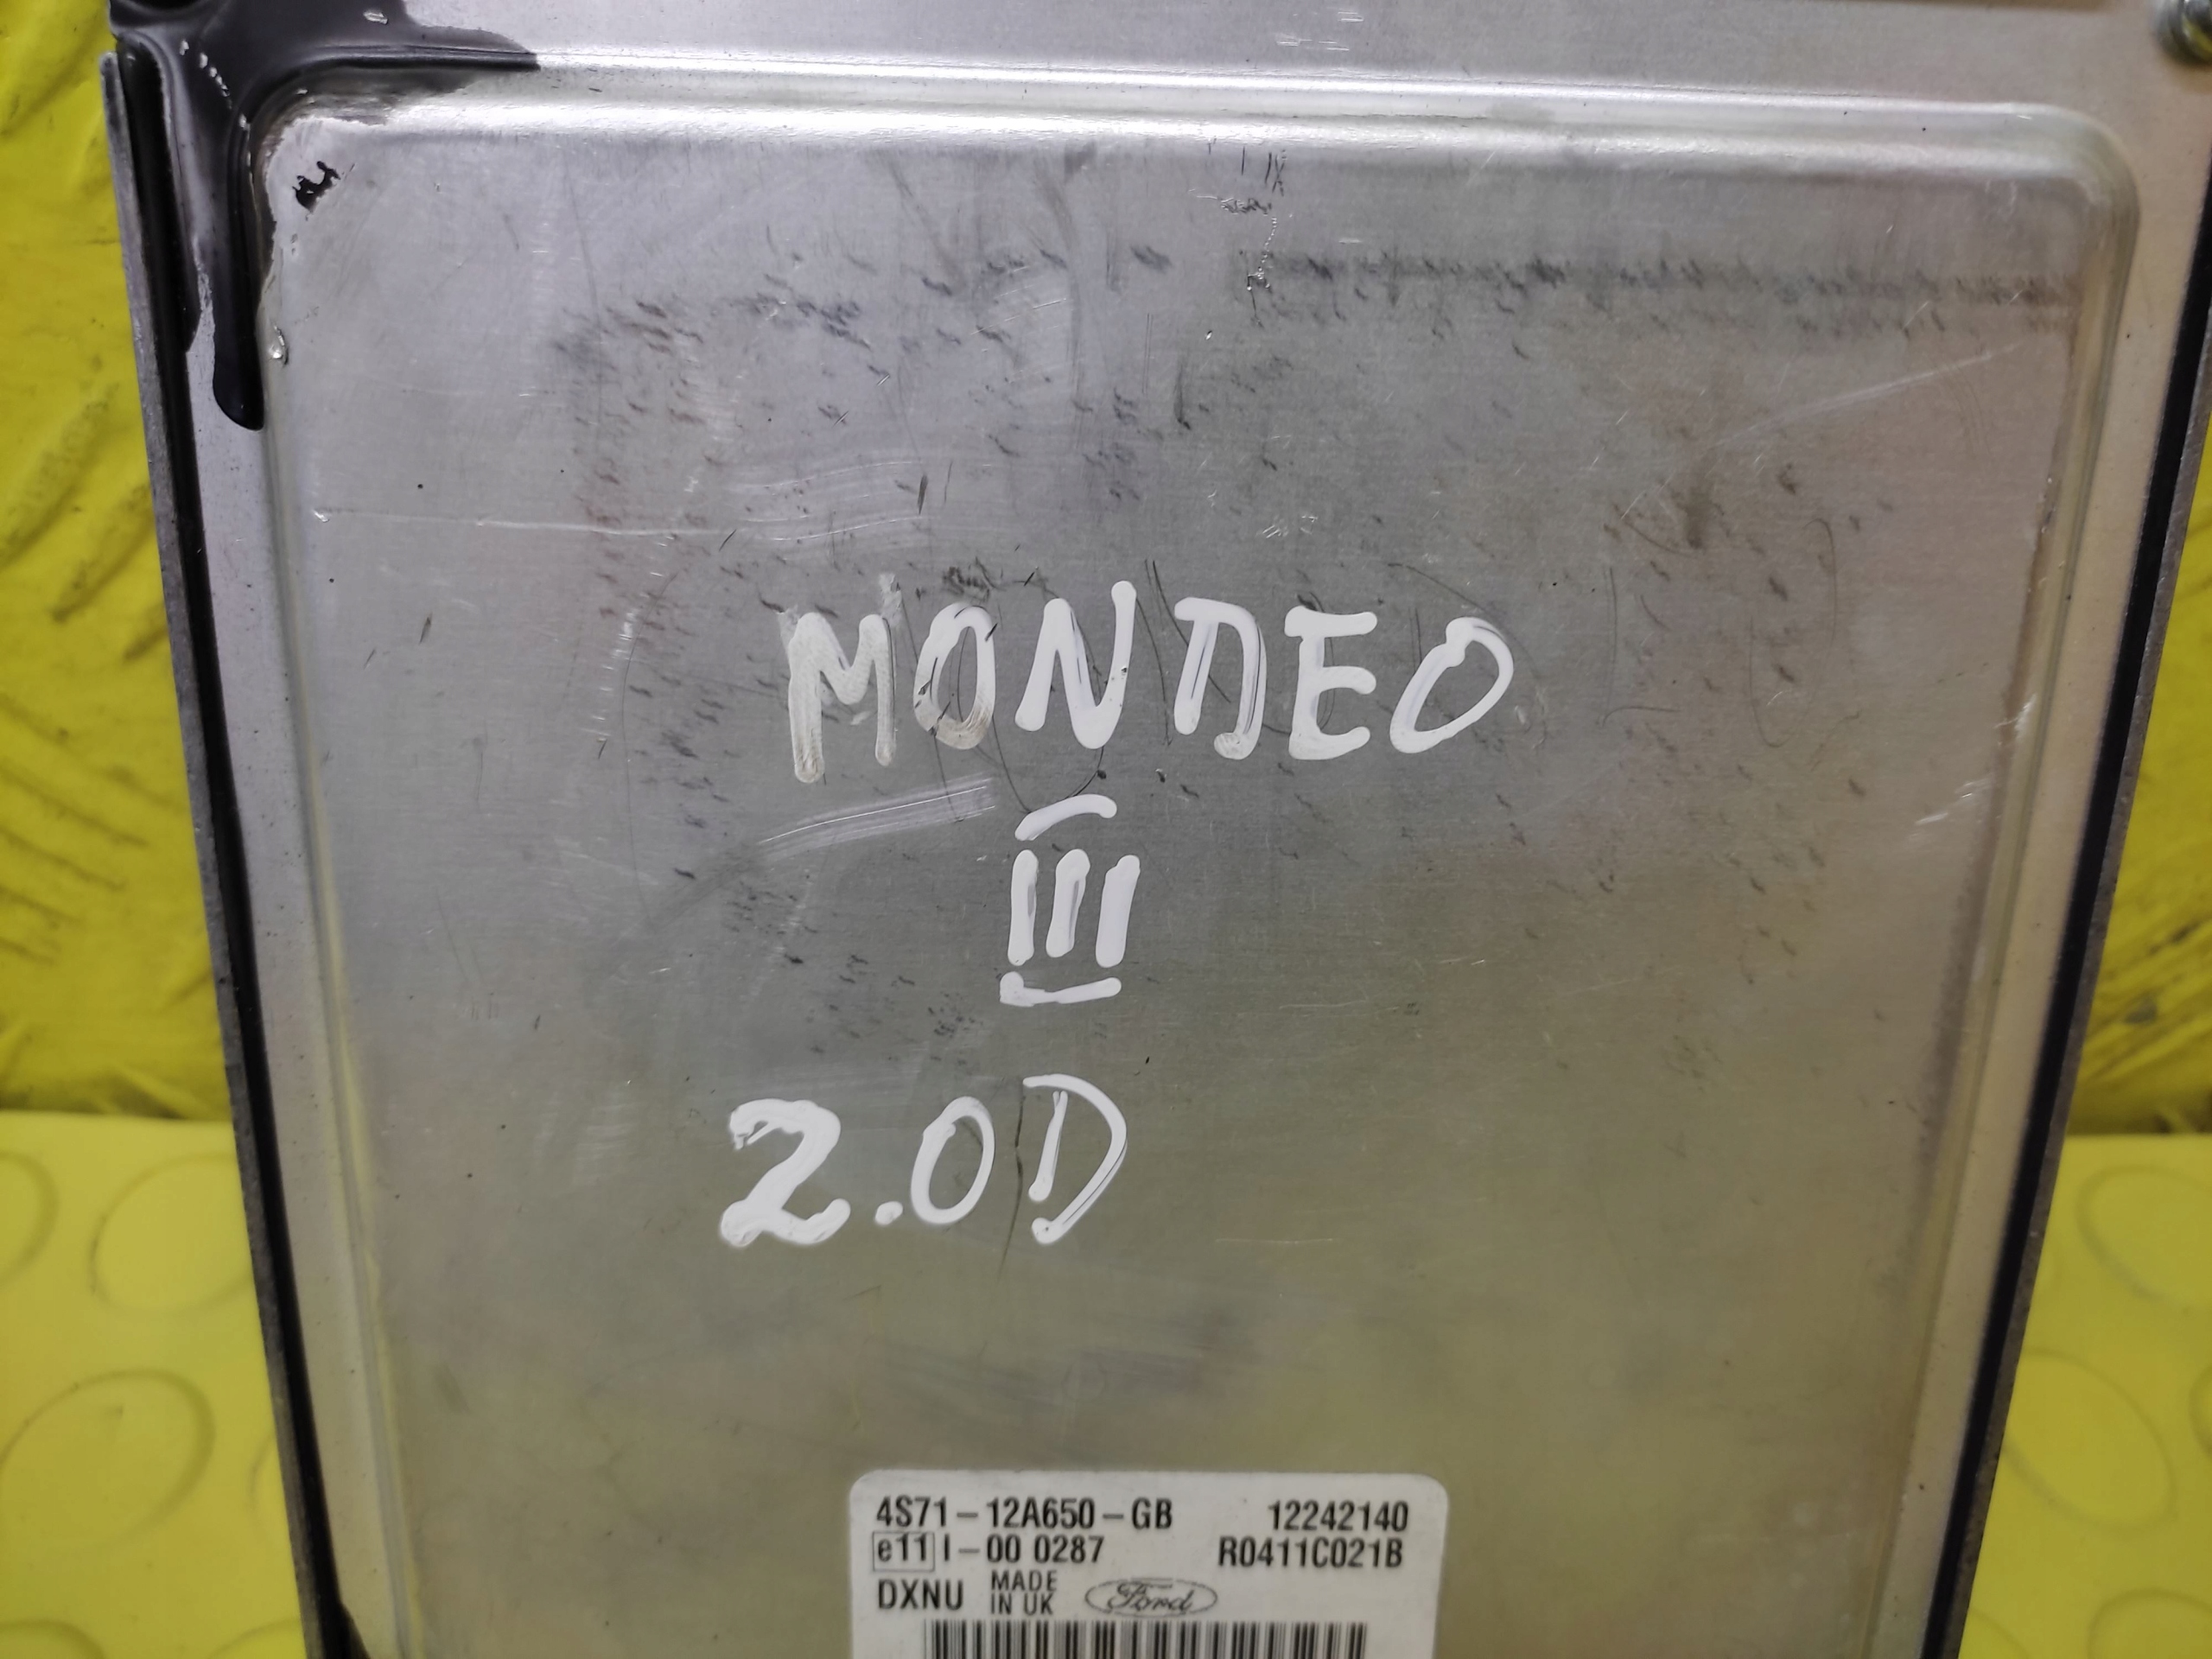 MONDEO
III
2.0D
4S71-12A650-GB 12242140
e11 I-00 0287 R0411C021B
DXNU MADE IN UK Ford